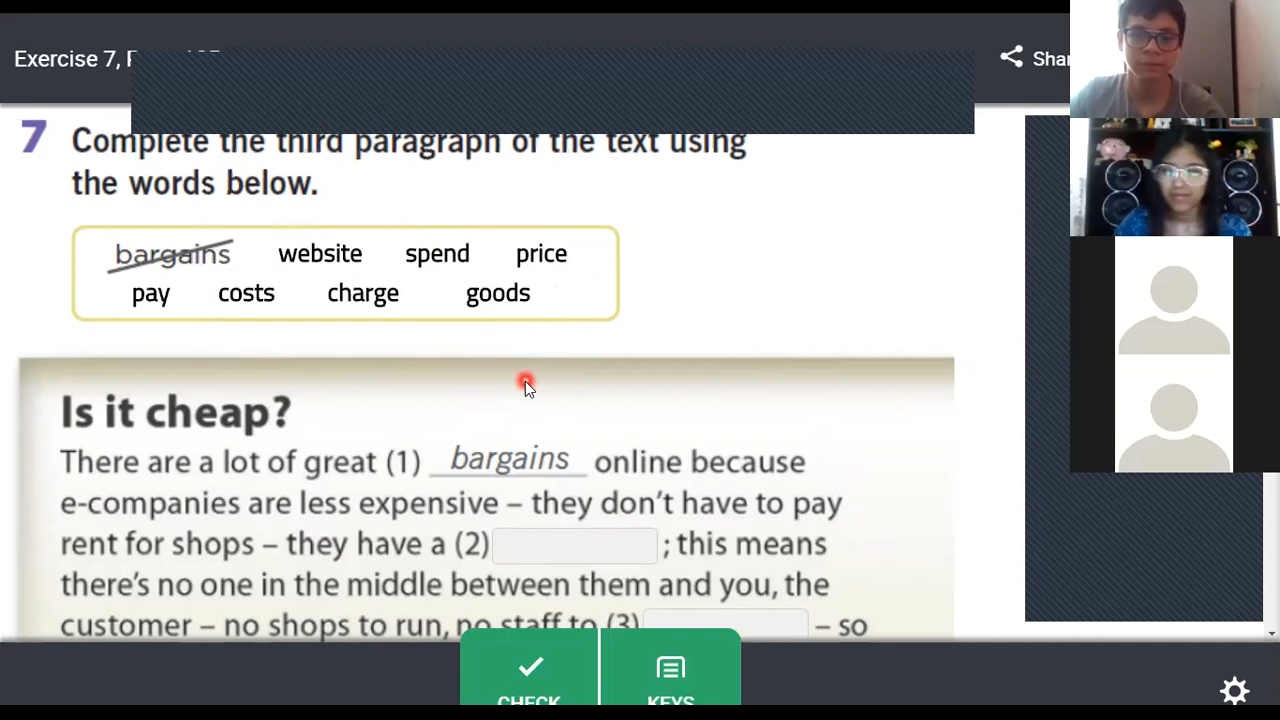 Exercise 7,
Shar
7 Complete the third paragraph of the text using
the words below.
bargains website spend price
pay costs charge goods
Is it cheap?
There are a lot of great (1) bargains online because
e-companies are less expensive – they don't have to pay
rent for shops – they have a (2) ; this means
there's no one in the middle between them and you, the
customer – no shops to run, no staff to (3) – so
CHECK
KEYS